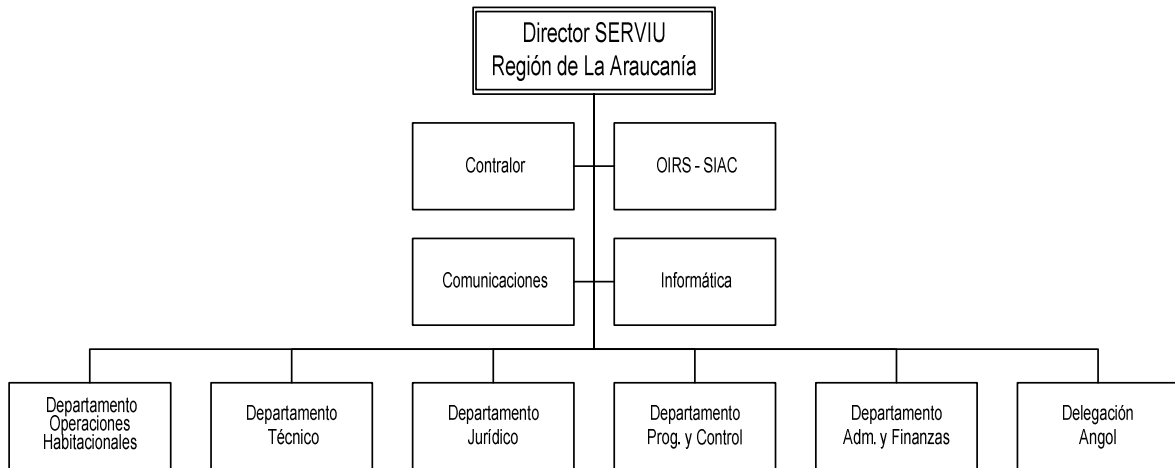 Director SERVIU
Región de La Araucanía
Contralor
OIRS - SIAC
Comunicaciones
Informática
Departamento
Operaciones
Habitacionales
Departamento
Técnico
Departamento
Jurídico
Departamento
Prog. y Control
Departamento
Adm. y Finanzas
Delegación
Angol